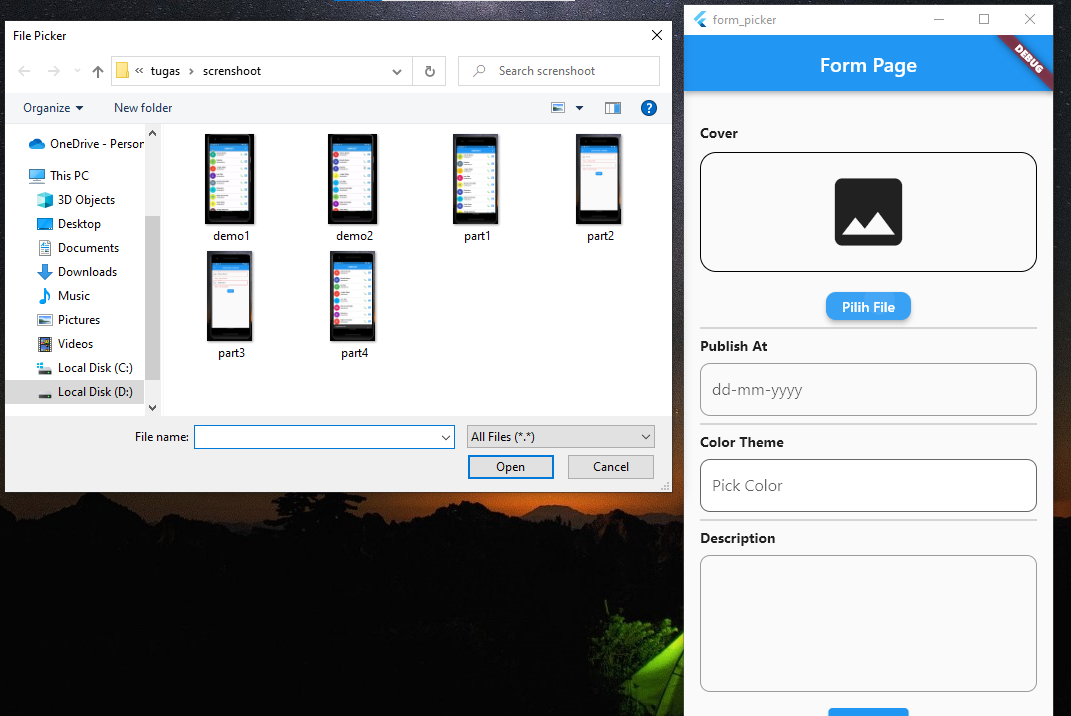 File Picker
« tugas › screnshoot
Search screnshoot
Organize
New folder
?
OneDrive - Person
This PC
3D Objects
Desktop
Documents
Downloads
Music
Pictures
Videos
Local Disk (C:)
Local Disk (D:)
demo1
demo2
part1
part2
part3
part4
File name:
All Files (*.*)
Open
Cancel
form_picker
Form Page
DEBUG
Cover
Pilih File
Publish At
dd-mm-yyyy
Color Theme
Pick Color
Description